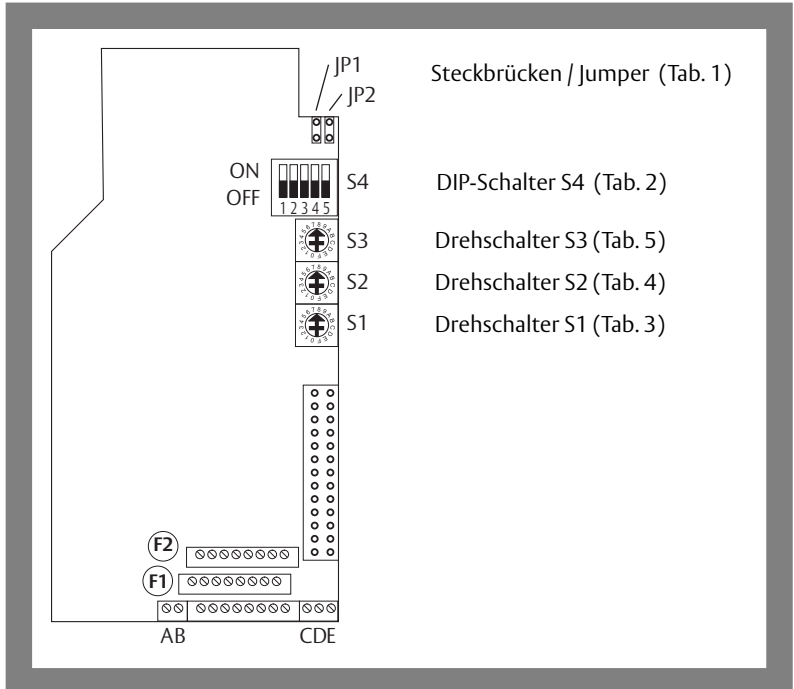 JP1
JP2
Steckbrücken / Jumper (Tab. 1)
ON
OFF
1 2 3 4 5
S4
DIP-Schalter S4 (Tab. 2)
S3
Drehschalter S3 (Tab. 5)
S2
Drehschalter S2 (Tab. 4)
S1
Drehschalter S1 (Tab. 3)
F2
F1
AB
CDE